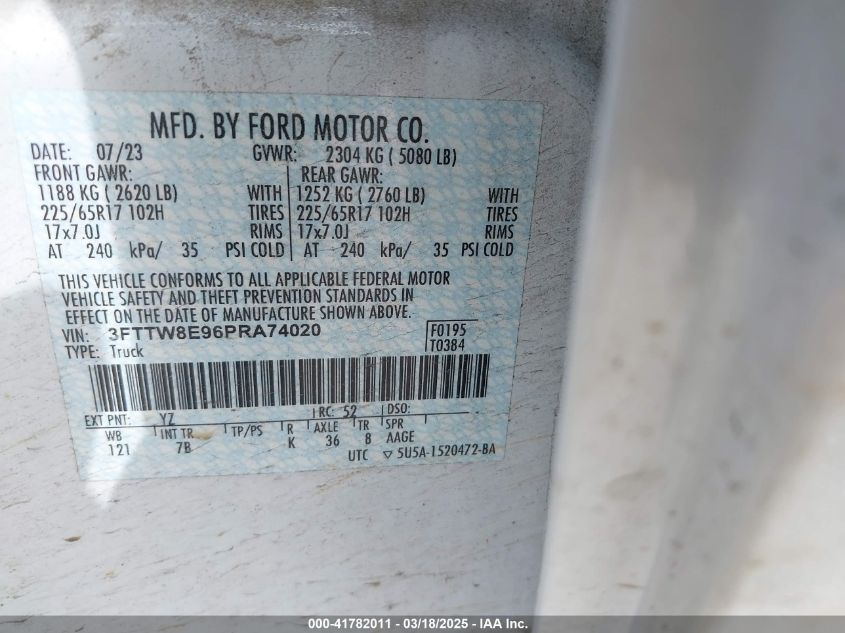 MFD. BY FORD MOTOR CO.
DATE: 07/23 GVWR: 2304 KG ( 5080 LB)
FRONT GAWR: REAR GAWR:
1188 KG ( 2620 LB) WITH 1252 KG ( 2760 LB) WITH
225/65R17 102H TIRES 225/65R17 102H TIRES
17x7.0J RIMS 17x7.0J RIMS
AT 240 kPa/ 35 PSI COLD AT 240 kPa/ 35 PSI COLD
THIS VEHICLE CONFORMS TO ALL APPLICABLE FEDERAL MOTOR
VEHICLE SAFETY AND THEFT PREVENTION STANDARDS IN
EFFECT ON THE DATE OF MANUFACTURE SHOWN ABOVE.
VIN: 3FTTW8E96PRA74020 F0195
TYPE: Truck T0384
EXT PNT: YZ RC: 52 DSO:
WB INT TR TP/PS R AXLE TR SPR
121 7B K 36 8 AAGE
UTC ▽ 5U5A-1520472-BA
000-41782011 - 03/18/2025 - IAA Inc.